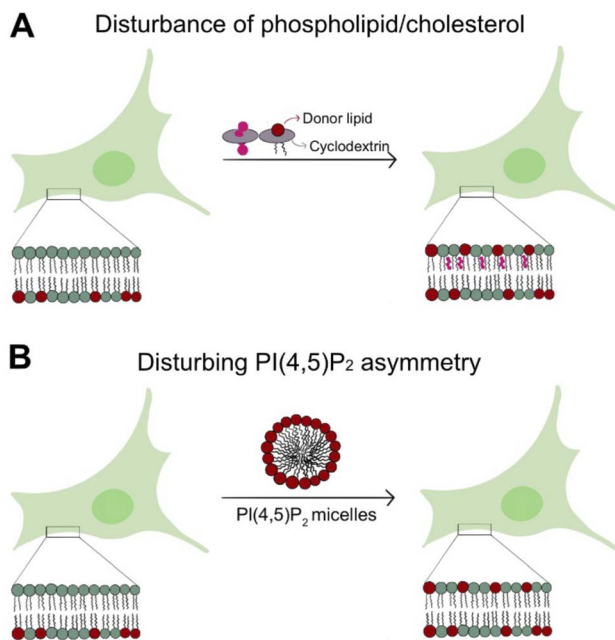 A
Disturbance of phospholipid/cholesterol
Donor lipid
Cyclodextrin
B
Disturbing PI(4,5)P₂ asymmetry
PI(4,5)P₂ micelles